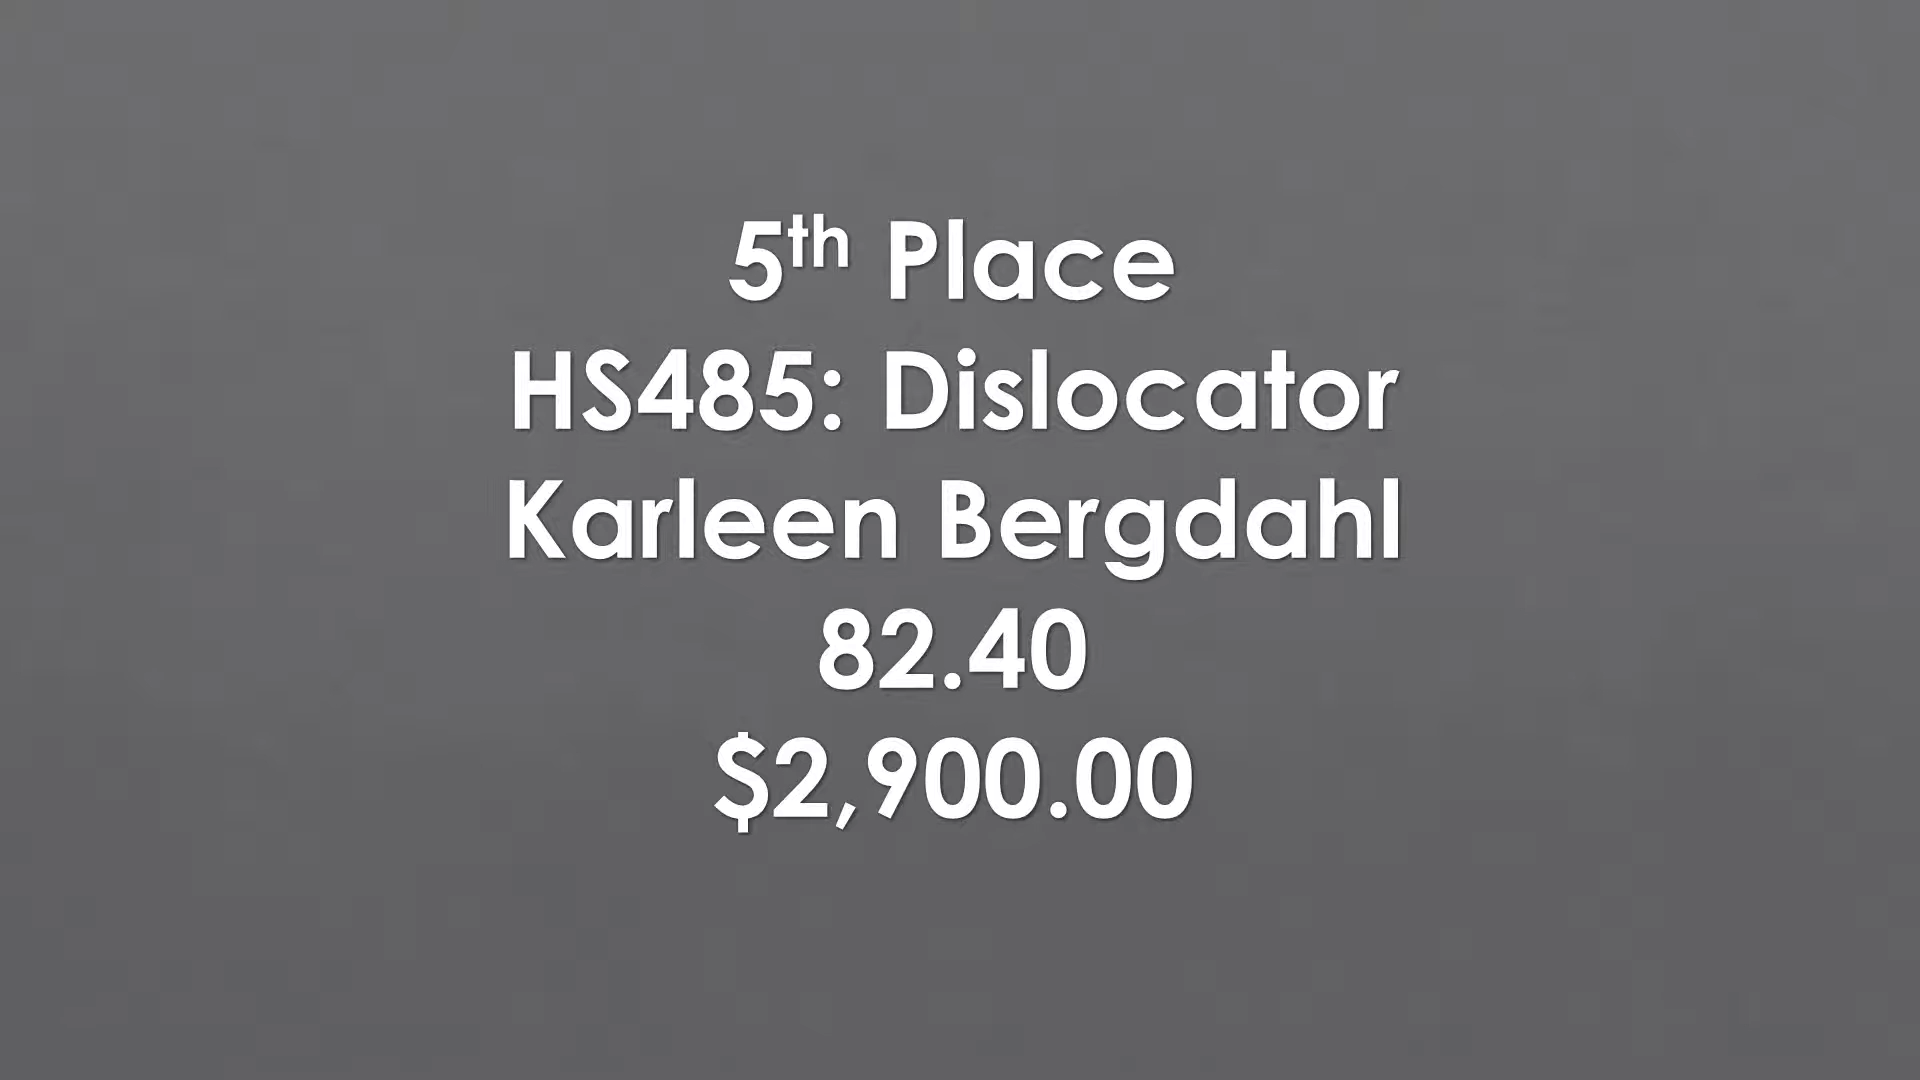 5th Place
HS485: Dislocator
Karleen Bergdahl
82.40
$2,900.00